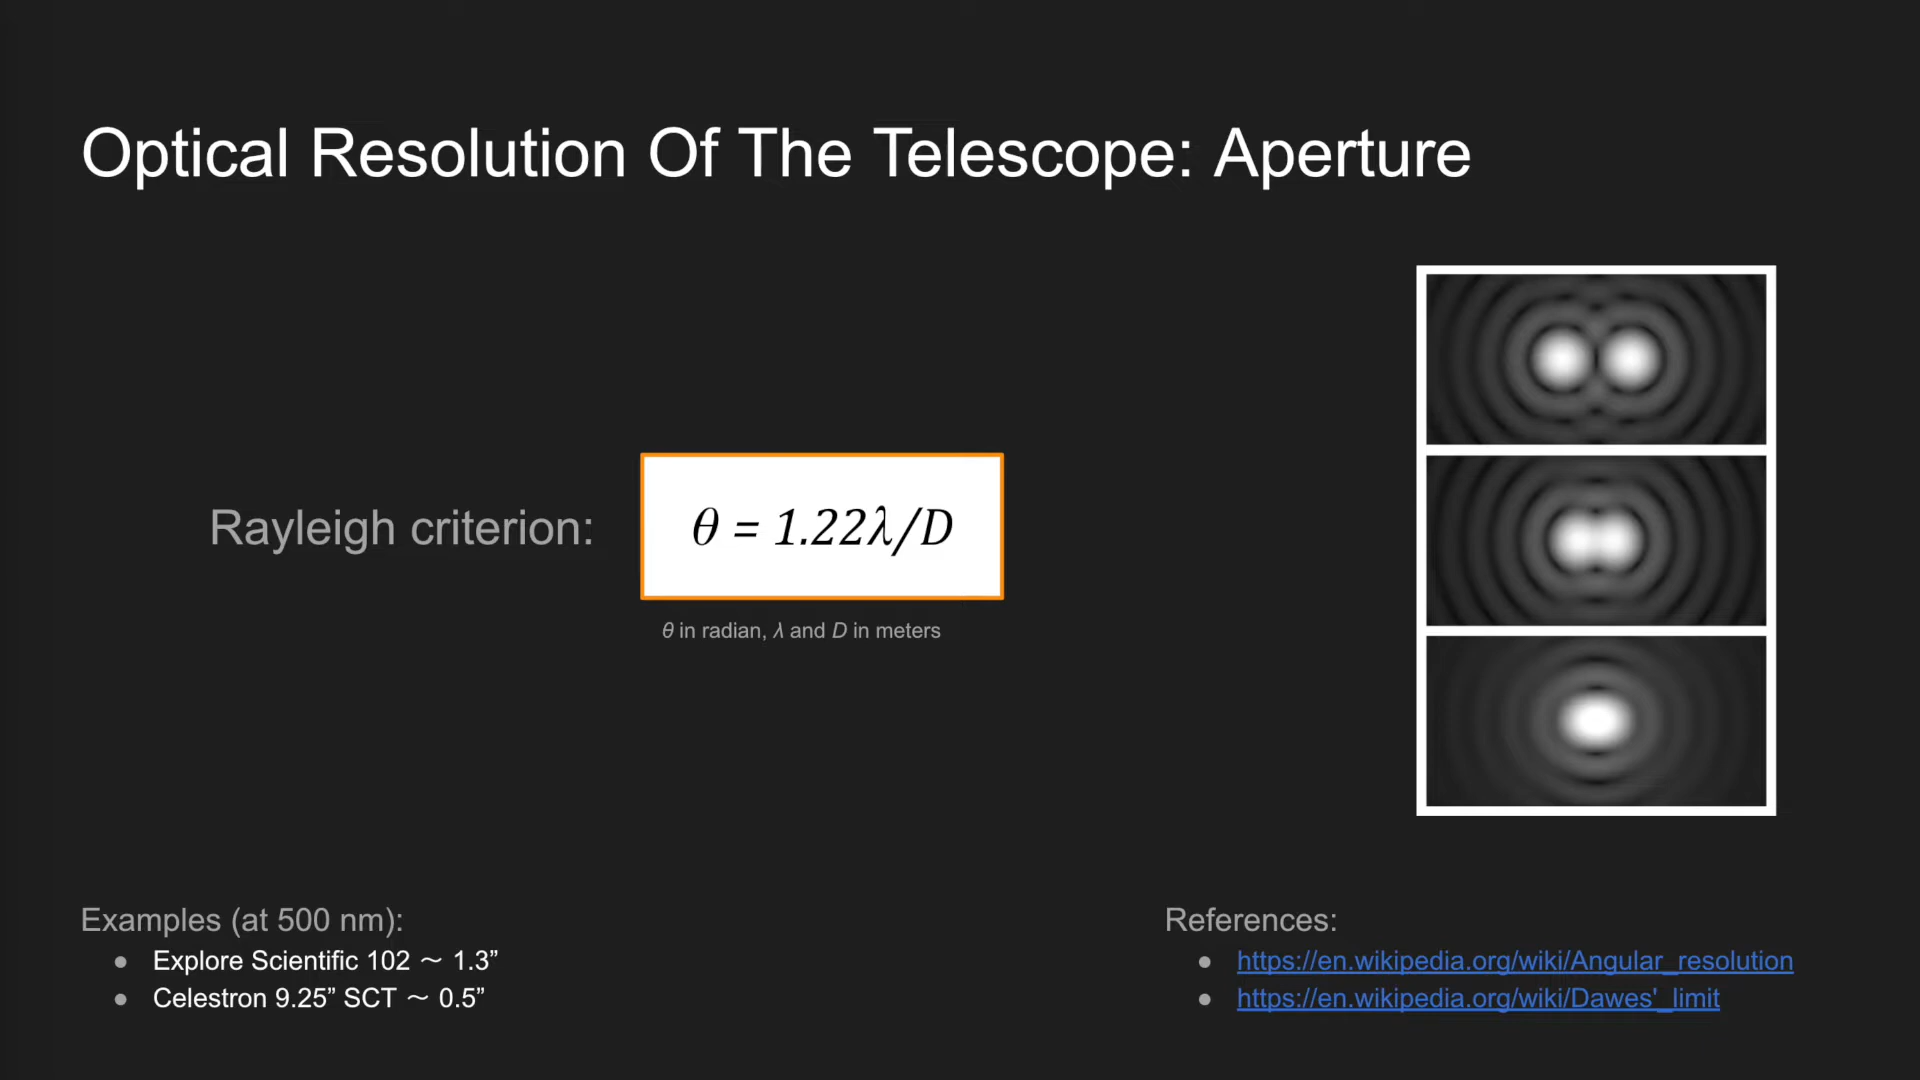 Optical Resolution Of The Telescope: Aperture
Rayleigh criterion:
θ = 1.22λ/D
θ in radian, λ and D in meters
Examples (at 500 nm):
● Explore Scientific 102 ～ 1.3”
● Celestron 9.25” SCT ～ 0.5”
References:
● https://en.wikipedia.org/wiki/Angular_resolution
● https://en.wikipedia.org/wiki/Dawes'_limit